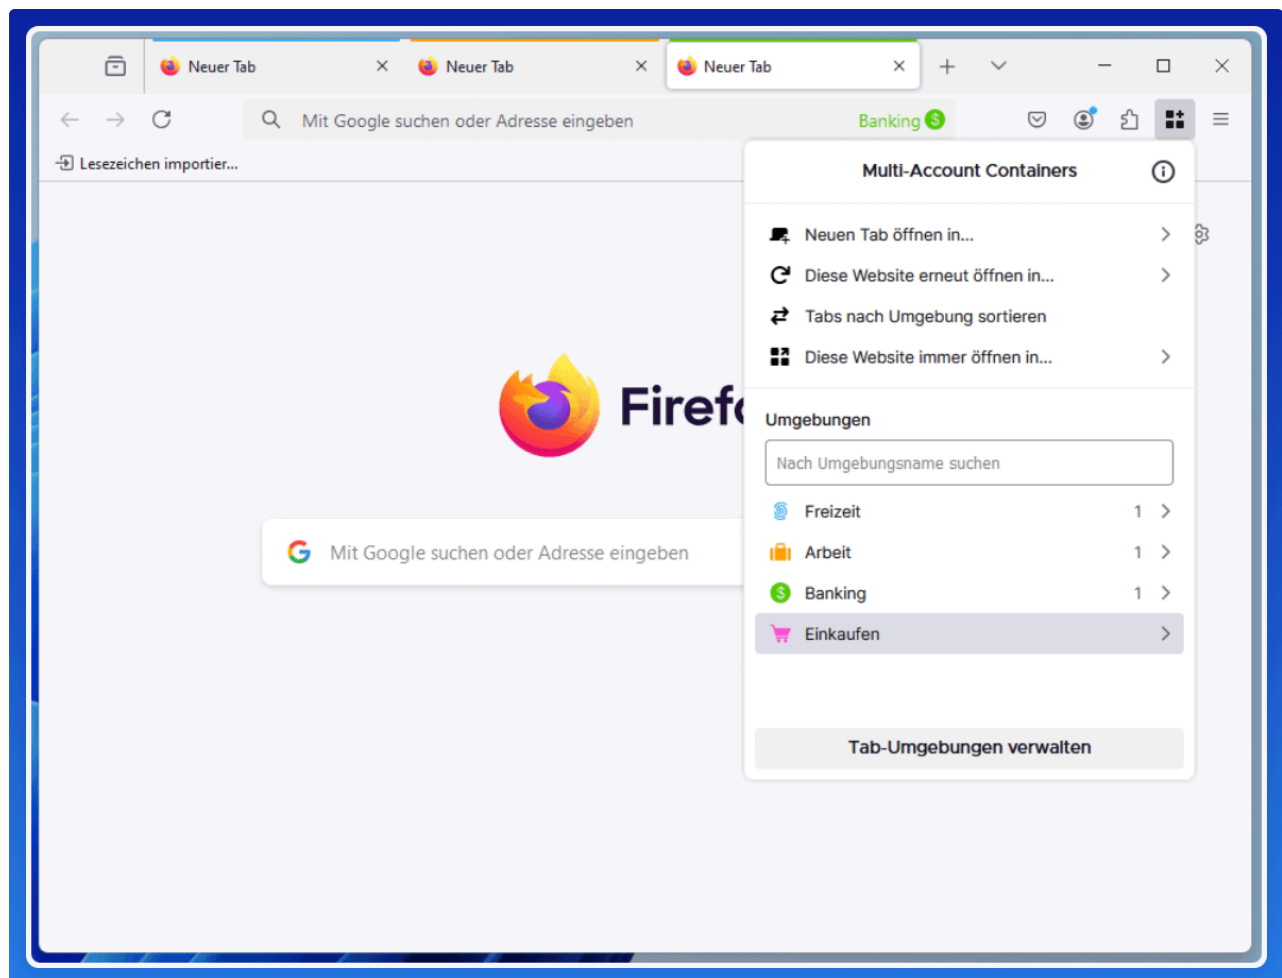 Neuer Tab
Neuer Tab
Neuer Tab
Mit Google suchen oder Adresse eingeben
Banking
Lesezeichen importier...
Multi-Account Containers
Neuen Tab öffnen in...
Diese Website erneut öffnen in...
Tabs nach Umgebung sortieren
Diese Website immer öffnen in...
Firefo
Umgebungen
Nach Umgebungsname suchen
Freizeit 1
Mit Google suchen oder Adresse eingeben
Arbeit 1
Banking 1
Einkaufen
Tab-Umgebungen verwalten